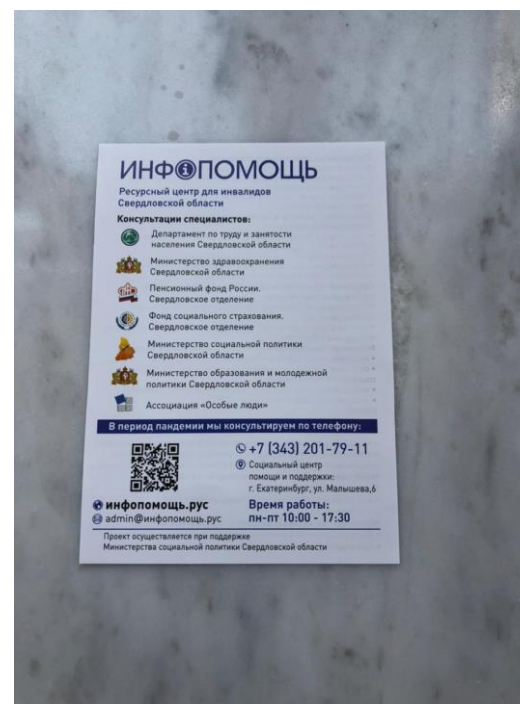 ИНФОПОМОЩЬ
Ресурсный центр для инвалидов
Свердловской области
Консультации специалистов:
Департамент по труду и занятости
населения Свердловской области
Министерство здравоохранения
Свердловской области
Пенсионный фонд России.
Свердловское отделение
Фонд социального страхования.
Свердловское отделение
Министерство социальной политики
Свердловской области
Министерство образования и молодежной
политики Свердловской области
Ассоциация «Особые люди»
В период пандемии мы консультируем по телефону:
+7 (343) 201-79-11
Социальный центр
помощи и поддержки:
г. Екатеринбург, ул. Малышева,6
инфопомощь.рус
admin@инфопомощь.рус
Время работы:
пн-пт 10:00 - 17:30
Проект осуществляется при поддержке
Министерства социальной политики Свердловской области